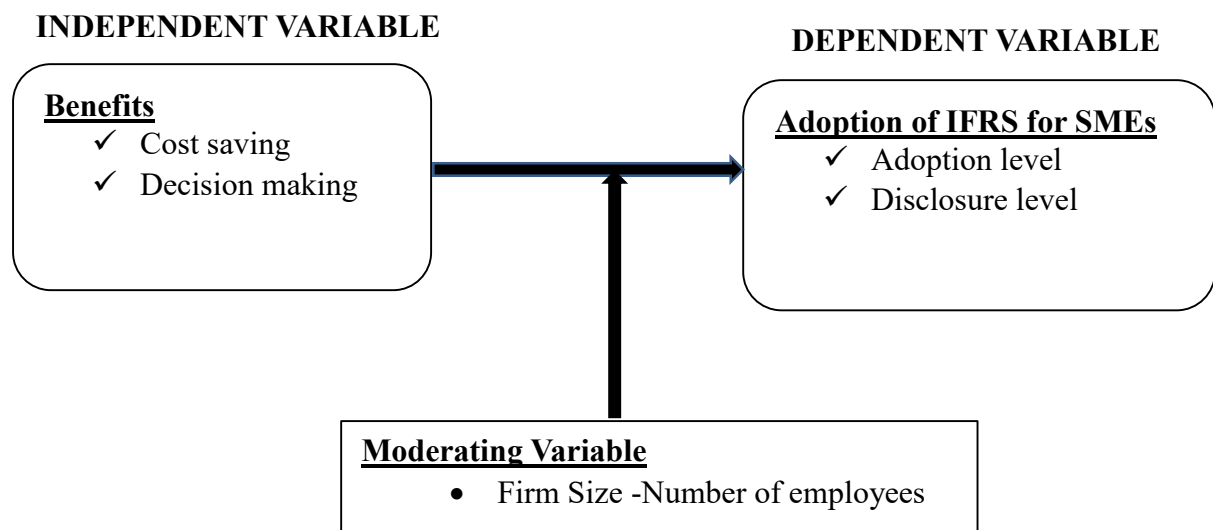 INDEPENDENT VARIABLE
Benefits
✓ Cost saving
✓ Decision making
DEPENDENT VARIABLE
Adoption of IFRS for SMEs
✓ Adoption level
✓ Disclosure level
Moderating Variable
• Firm Size -Number of employees